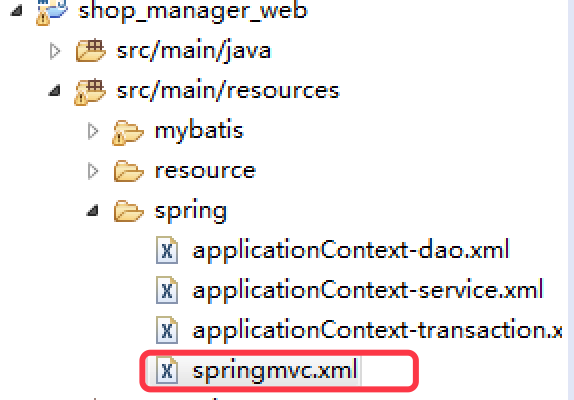 shop_manager_web
src/main/java
src/main/resources
mybatis
resource
spring
applicationContext-dao.xml
applicationContext-service.xml
applicationContext-transaction.x
springmvc.xml